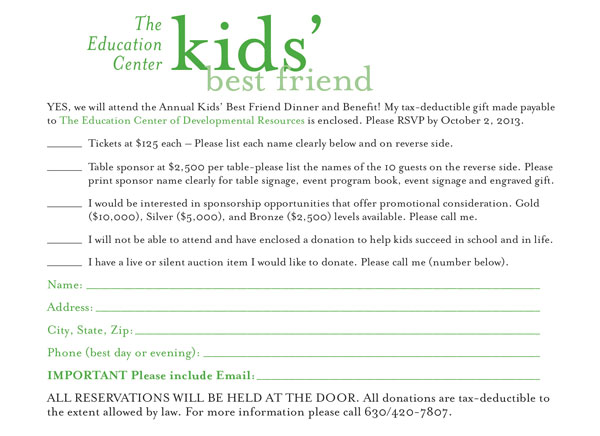 The
Education
Center
kids'
best friend
YES, we will attend the Annual Kids' Best Friend Dinner and Benefit! My tax-deductible gift made payable
to The Education Center of Developmental Resources is enclosed. Please RSVP by October 2, 2013.
______ Tickets at $125 each – Please list each name clearly below and on reverse side.
______ Table sponsor at $2,500 per table-please list the names of the 10 guests on the reverse side. Please
print sponsor name clearly for table signage, event program book, event signage and engraved gift.
______ I would be interested in sponsorship opportunities that offer promotional consideration. Gold
($10,000), Silver ($5,000), and Bronze ($2,500) levels available. Please call me.
______ I will not be able to attend and have enclosed a donation to help kids succeed in school and in life.
______ I have a live or silent auction item I would like to donate. Please call me (number below).
Name:
Address:
City, State, Zip:
Phone (best day or evening):
IMPORTANT Please include Email:
ALL RESERVATIONS WILL BE HELD AT THE DOOR. All donations are tax-deductible to
the extent allowed by law. For more information please call 630/420-7807.